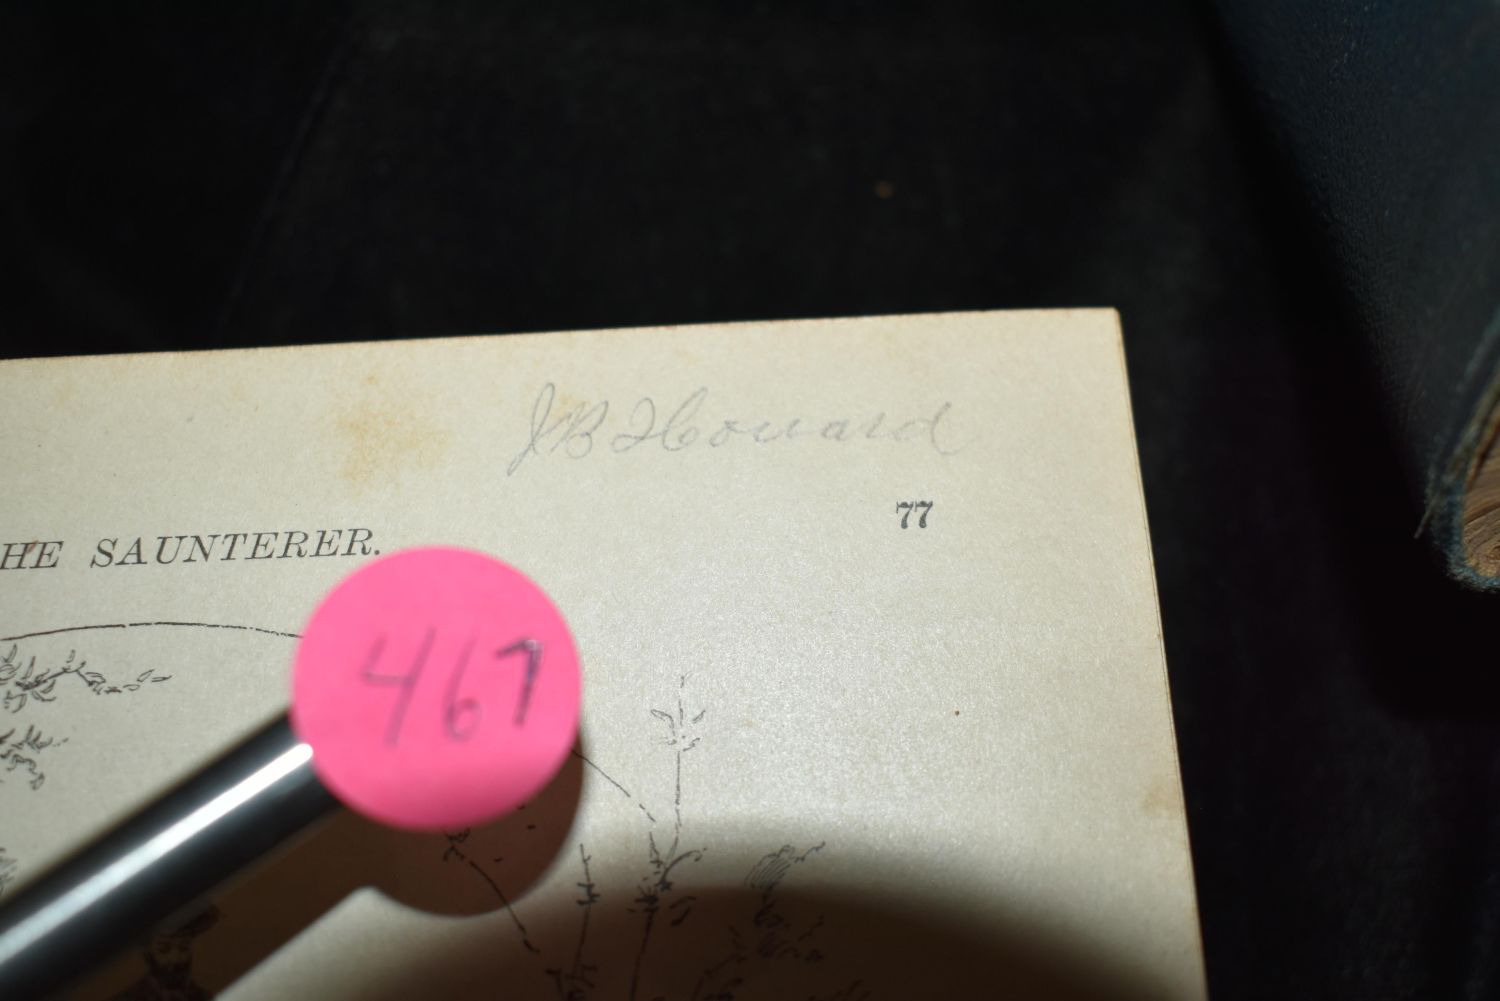 J B Howard
77
HE SAUNTERER.
467